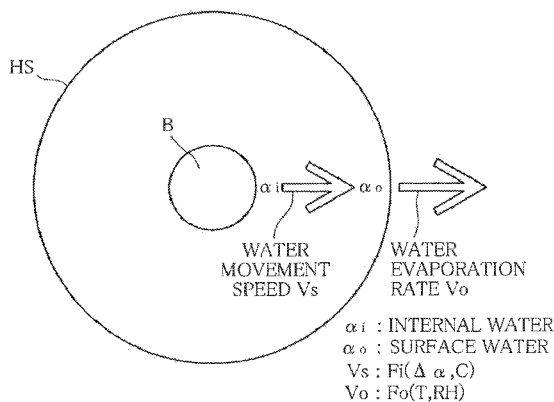 HS
B
αi
αo
WATER
MOVEMENT
SPEED Vs
WATER
EVAPORATION
RATE Vo
αi : INTERNAL WATER
αo : SURFACE WATER
Vs : Fi(Δα,C)
Vo : Fo(T,RH)